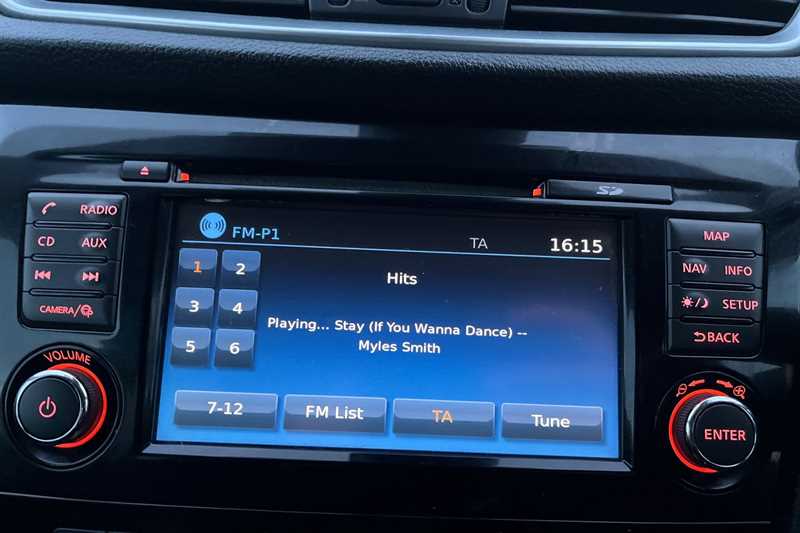 SD
RADIO
CD AUX
CAMERA/
VOLUME
FM-P1 TA 16:15
1 2
3 4
5 6
Hits
Playing... Stay (If You Wanna Dance) --
Myles Smith
7-12 FM List TA Tune
MAP
NAV INFO
SETUP
BACK
ENTER